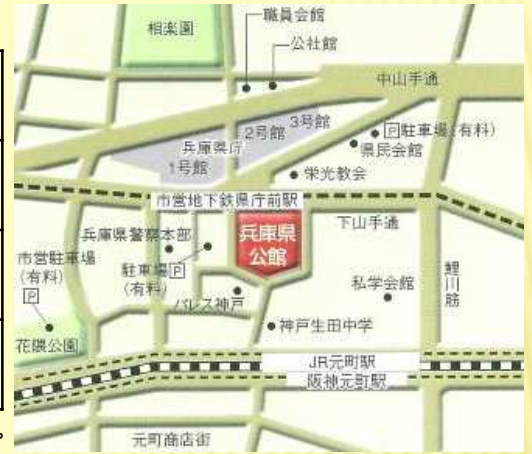 相楽園
職員会館
公社館
中山手通
3号館
2号館
兵庫県庁
1号館
P駐車場(有料)
県民会館
栄光教会
市営地下鉄県庁前駅
下山手通
兵庫県警察本部
兵庫県
公館
市営駐車場
(有料)
P
駐車場P
(有料)
パレス神戸
私学会館
鯉川筋
神戸生田中学
花隈公園
JR元町駅
阪神元町駅
元町商店街
。